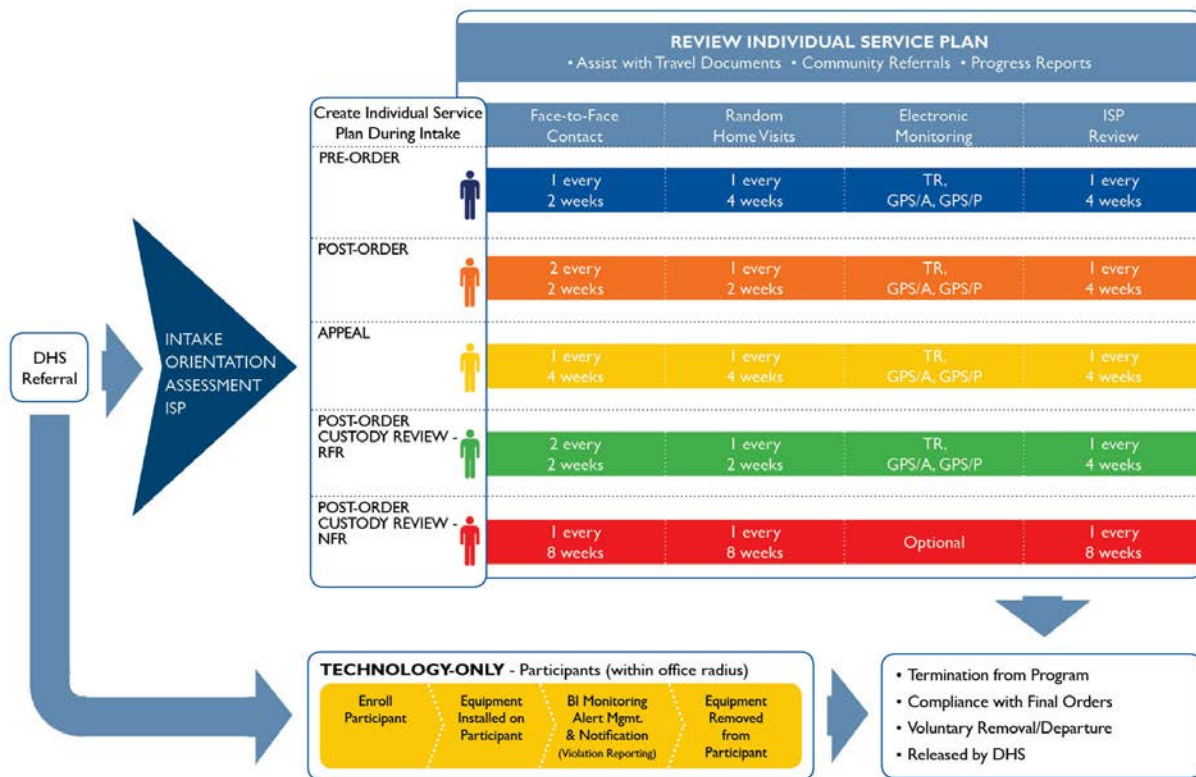 REVIEW INDIVIDUAL SERVICE PLAN
• Assist with Travel Documents • Community Referrals • Progress Reports
Create Individual Service
Plan During Intake
Face-to-Face
Contact
Random
Home Visits
Electronic
Monitoring
ISP
Review
PRE-ORDER
1 every
2 weeks
1 every
4 weeks
TR,
GPS/A, GPS/P
1 every
4 weeks
POST-ORDER
2 every
2 weeks
1 every
2 weeks
TR,
GPS/A, GPS/P
1 every
4 weeks
APPEAL
1 every
4 weeks
1 every
4 weeks
TR,
GPS/A, GPS/P
1 every
4 weeks
POST-ORDER
CUSTODY REVIEW -
RFR
2 every
2 weeks
1 every
2 weeks
TR,
GPS/A, GPS/P
1 every
4 weeks
POST-ORDER
CUSTODY REVIEW -
NFR
1 every
8 weeks
1 every
8 weeks
Optional
1 every
8 weeks
DHS
Referral
INTAKE
ORIENTATION
ASSESSMENT
ISP
TECHNOLOGY-ONLY - Participants (within office radius)
Enroll
Participant
Equipment
Installed on
Participant
BI Monitoring
Alert Mgmt.
& Notification
(Violation Reporting)
Equipment
Removed
from
Participant
• Termination from Program
• Compliance with Final Orders
• Voluntary Removal/Departure
• Released by DHS